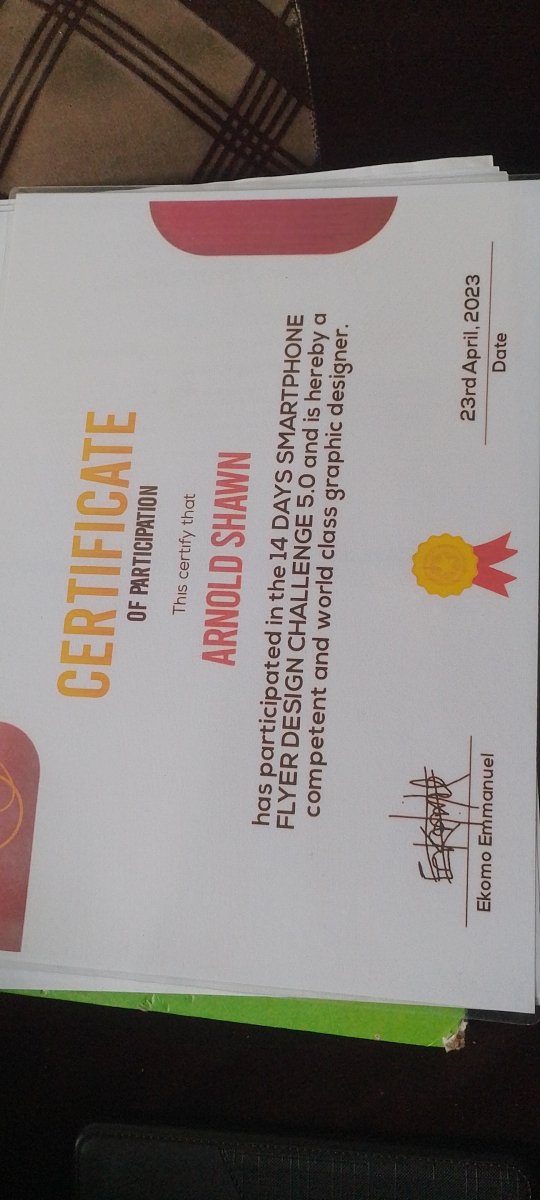 CERTIFICATE
OF PARTICIPATION
This certify that
ARNOLD SHAWN
has participated in the 14 DAYS SMARTPHONE
FLYER DESIGN CHALLENGE 5.0 and is hereby a
competent and world class graphic designer.
Ekomo Emmanuel
23rd April, 2023
Date